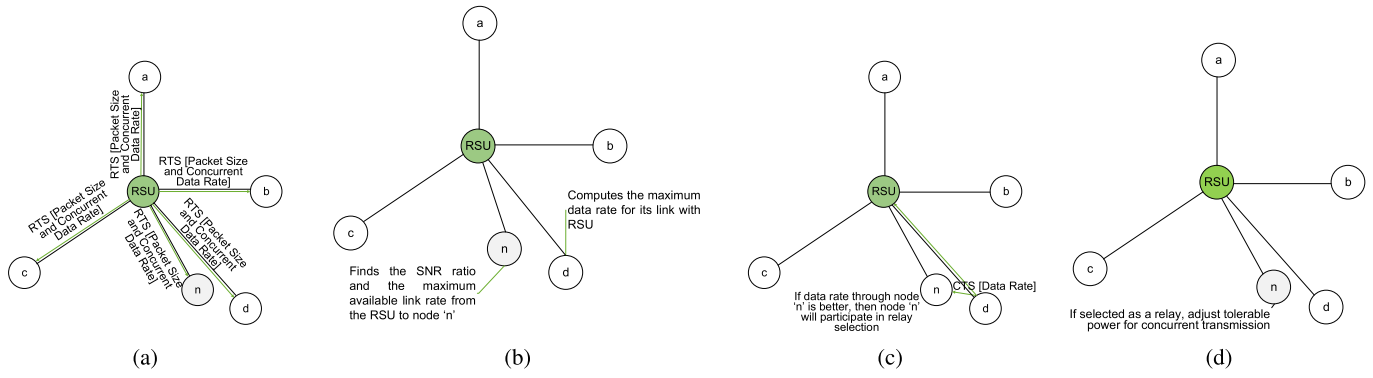 a
RTS [Packet Size
and Concurrent
Data Rate]
RTS [Packet Size
and Concurrent
Data Rate]
RSU
b
RTS [Packet Size
and Concurrent
Data Rate]
RTS [Packet Size
and Concurrent
Data Rate]
RTS [Packet Size
and Concurrent
Data Rate]
c
n
d
(a)
a
RSU
b
Computes the maximum
data rate for its link with
RSU
c
n
d
Finds the SNR ratio
and the maximum
available link rate from
the RSU to node ‘n’
(b)
a
RSU
b
c
n
CTS [Data Rate]
d
If data rate through node
‘n’ is better, then node ‘n’
will participate in relay
selection
(c)
a
RSU
b
c
n
d
If selected as a relay, adjust tolerable
power for concurrent transmission
(d)